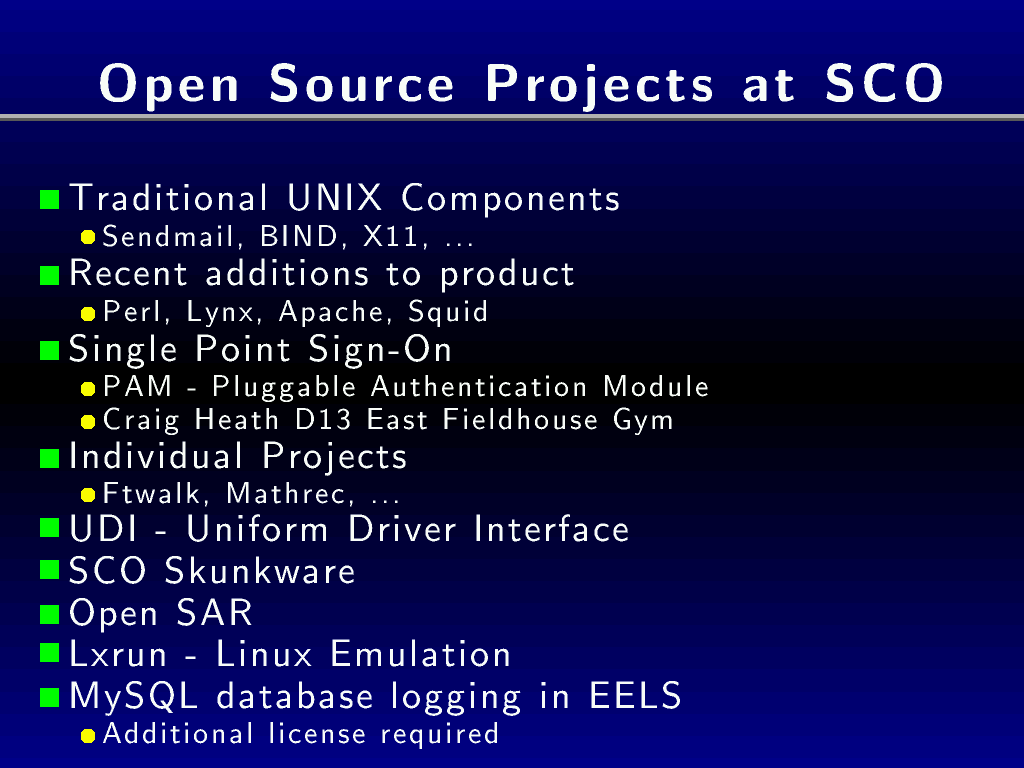 Open Source Projects at SCO
Traditional UNIX Components
Sendmail, BIND, X11, ...
Recent additions to product
Perl, Lynx, Apache, Squid
Single Point Sign-On
PAM - Pluggable Authentication Module
Craig Heath D13 East Fieldhouse Gym
Individual Projects
Ftwalk, Mathrec, ...
UDI - Uniform Driver Interface
SCO Skunkware
Open SAR
Lxrun - Linux Emulation
MySQL database logging in EELS
Additional license required